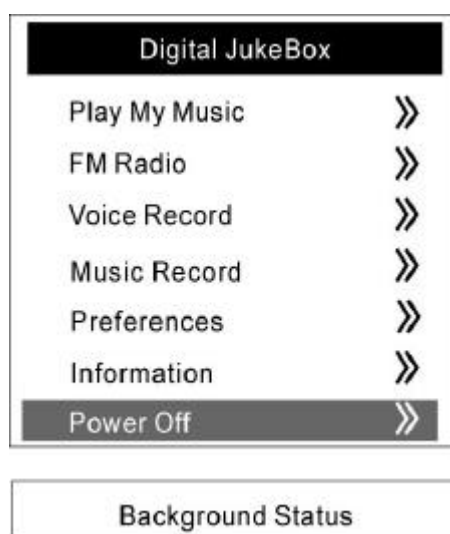 Digital JukeBox
Play My Music
FM Radio
Voice Record
Music Record
Preferences
Information
Power Off
Background Status